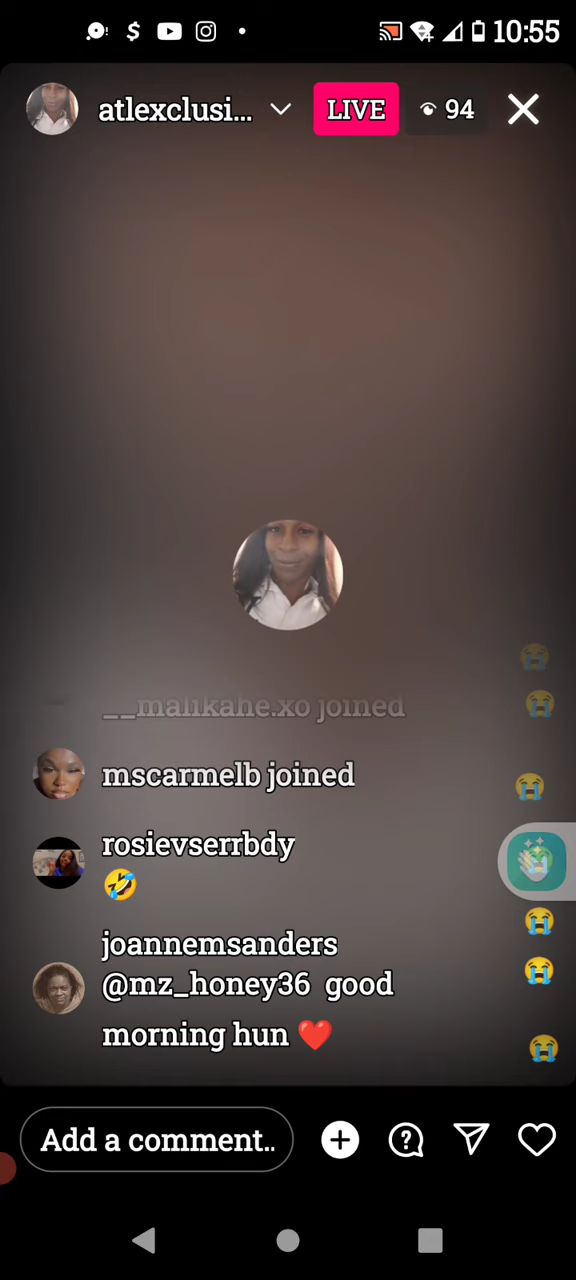 10:55
atlexclusi...
LIVE
94
__malikahe.xo joined
mscarmelb joined
rosievserrbdy
🤣
joannemsanders
@mz_honey36 good
morning hun ❤️
Add a comment..